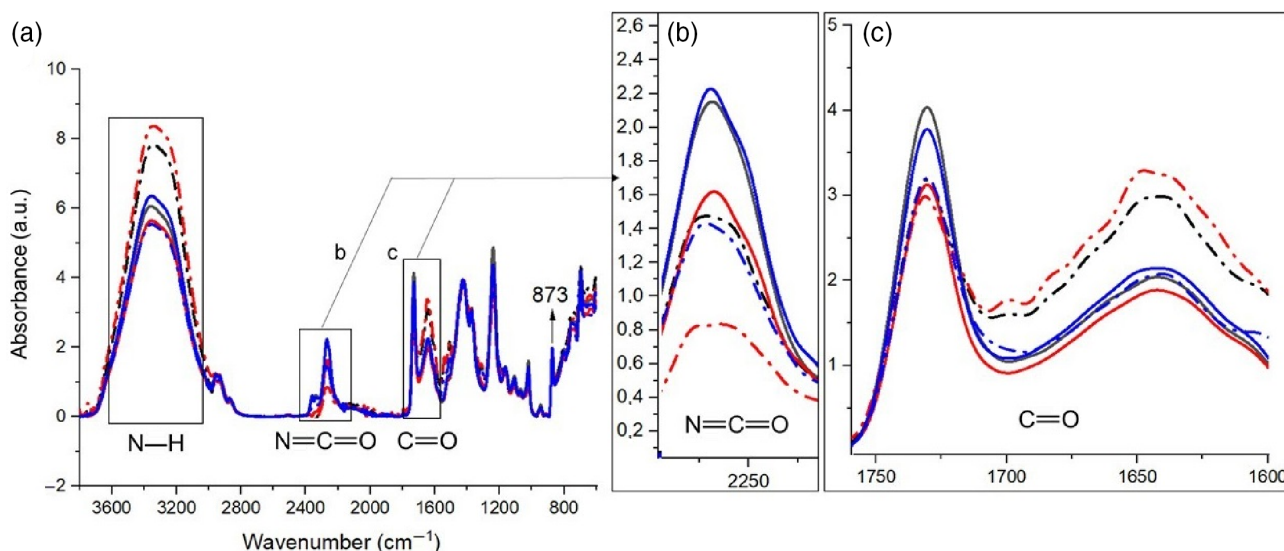 (a)
Absorbance (a.u.)
10
8
6
4
2
0
–2
3600 3200 2800 2400 2000 1600 1200 800
Wavenumber (cm−1)
N—H
N=C=O
C=O
b
c
873
(b)
2,6
2,4
2,2
2,0
1,8
1,6
1,4
1,2
1,0
0,8
0,6
0,4
0,2
N=C=O
2250
(c)
5
4
3
2
1
C=O
1750 1700 1650 1600